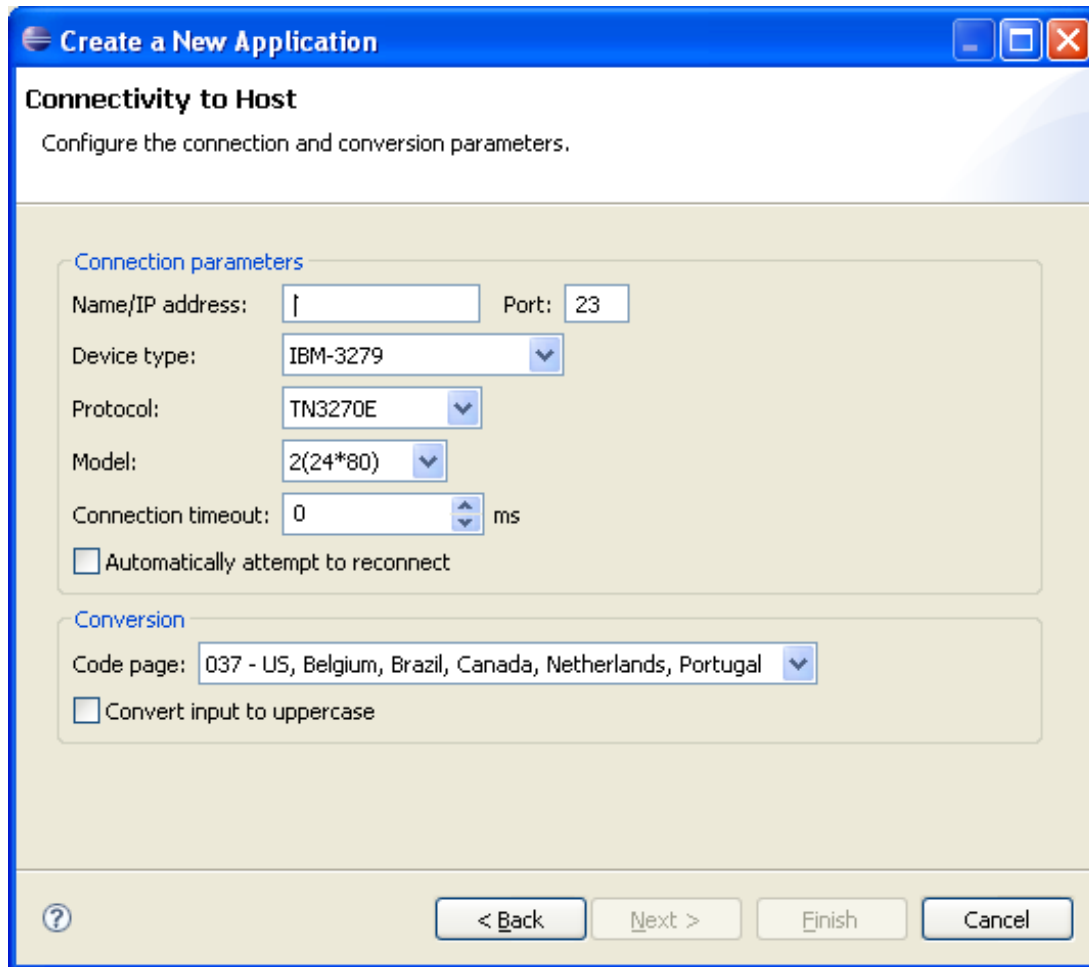 Create a New Application
Connectivity to Host
Configure the connection and conversion parameters.
Connection parameters
Name/IP address: Port: 23
Device type: IBM-3279
Protocol: TN3270E
Model: 2(24*80)
Connection timeout: 0 ms
Automatically attempt to reconnect
Conversion
Code page: 037 - US, Belgium, Brazil, Canada, Netherlands, Portugal
Convert input to uppercase
? < Back Next > Finish Cancel